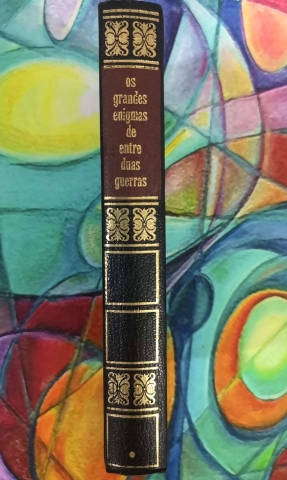 os
grandes
enigmas
de
entre
duas
guerras